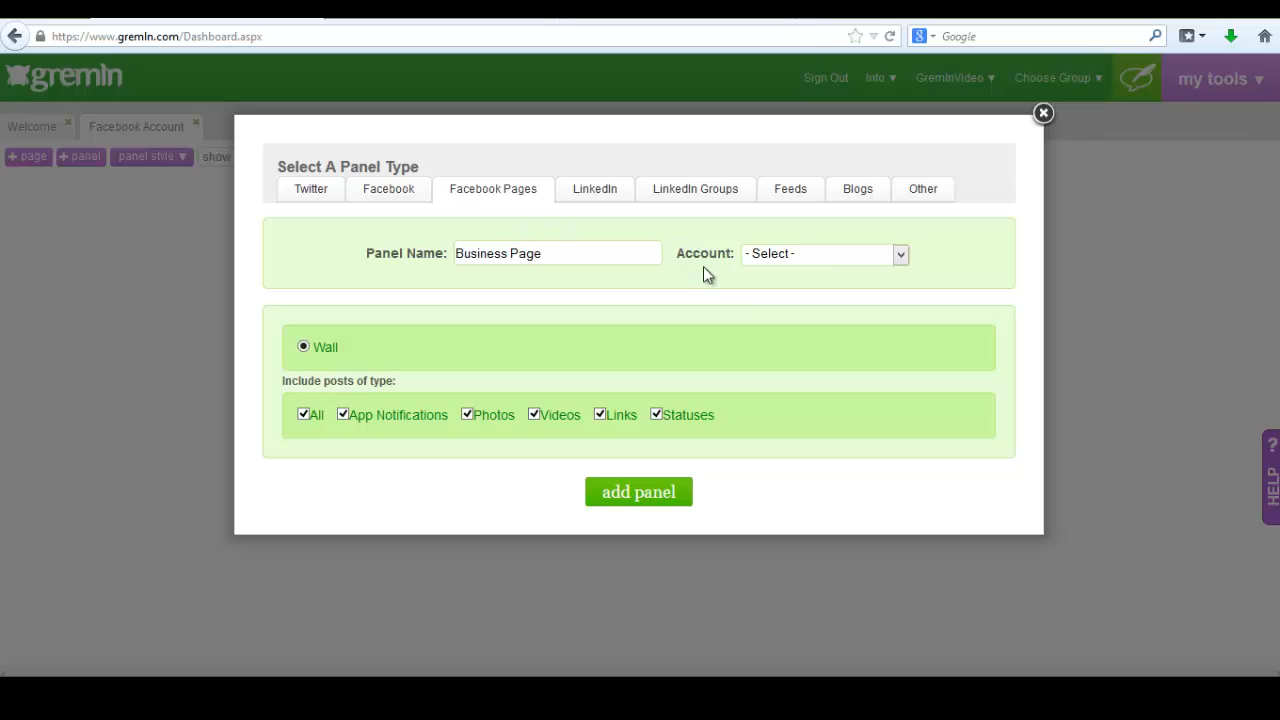 https://www.gremln.com/Dashboard.aspx
Google
gremln
Sign Out Info GremlnVideo Choose Group my tools
Welcome Facebook Account
+ page + panel panel style show
Select A Panel Type
Twitter Facebook Facebook Pages LinkedIn LinkedIn Groups Feeds Blogs Other
Panel Name: Business Page Account: - Select -
Wall
Include posts of type:
All App Notifications Photos Videos Links Statuses
add panel
HELP ?